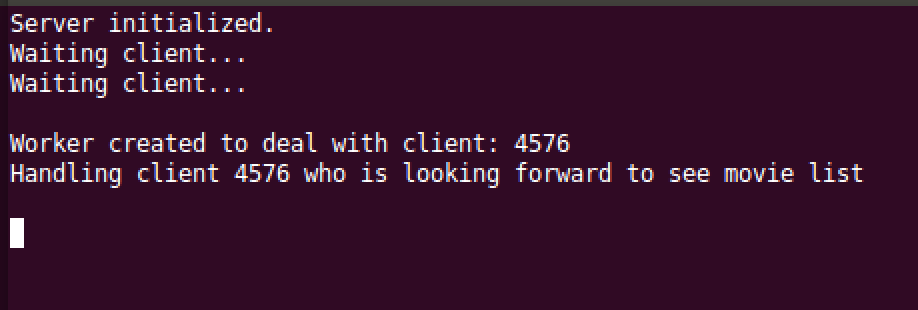 Server initialized.
Waiting client...
Waiting client...
Worker created to deal with client: 4576
Handling client 4576 who is looking forward to see movie list